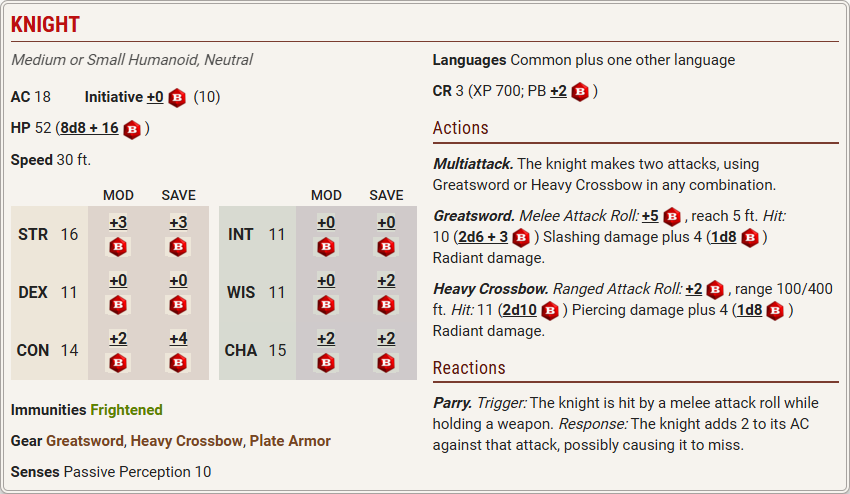 KNIGHT
Medium or Small Humanoid, Neutral
AC 18 Initiative +0 B (10)
HP 52 (8d8 + 16 B )
Speed 30 ft.
MOD SAVE MOD SAVE
STR 16 +3 B +3 B INT 11 +0 B +0 B
DEX 11 +0 B +0 B WIS 11 +0 B +2 B
CON 14 +2 B +4 B CHA 15 +2 B +2 B
Immunities Frightened
Gear Greatsword, Heavy Crossbow, Plate Armor
Senses Passive Perception 10
Languages Common plus one other language
CR 3 (XP 700; PB +2 B )
Actions
Multiattack. The knight makes two attacks, using
Greatsword or Heavy Crossbow in any combination.
Greatsword. Melee Attack Roll: +5 B , reach 5 ft. Hit:
10 (2d6 + 3 B ) Slashing damage plus 4 (1d8 B )
Radiant damage.
Heavy Crossbow. Ranged Attack Roll: +2 B , range 100/400
ft. Hit: 11 (2d10 B ) Piercing damage plus 4 (1d8 B )
Radiant damage.
Reactions
Parry. Trigger: The knight is hit by a melee attack roll while
holding a weapon. Response: The knight adds 2 to its AC
against that attack, possibly causing it to miss.